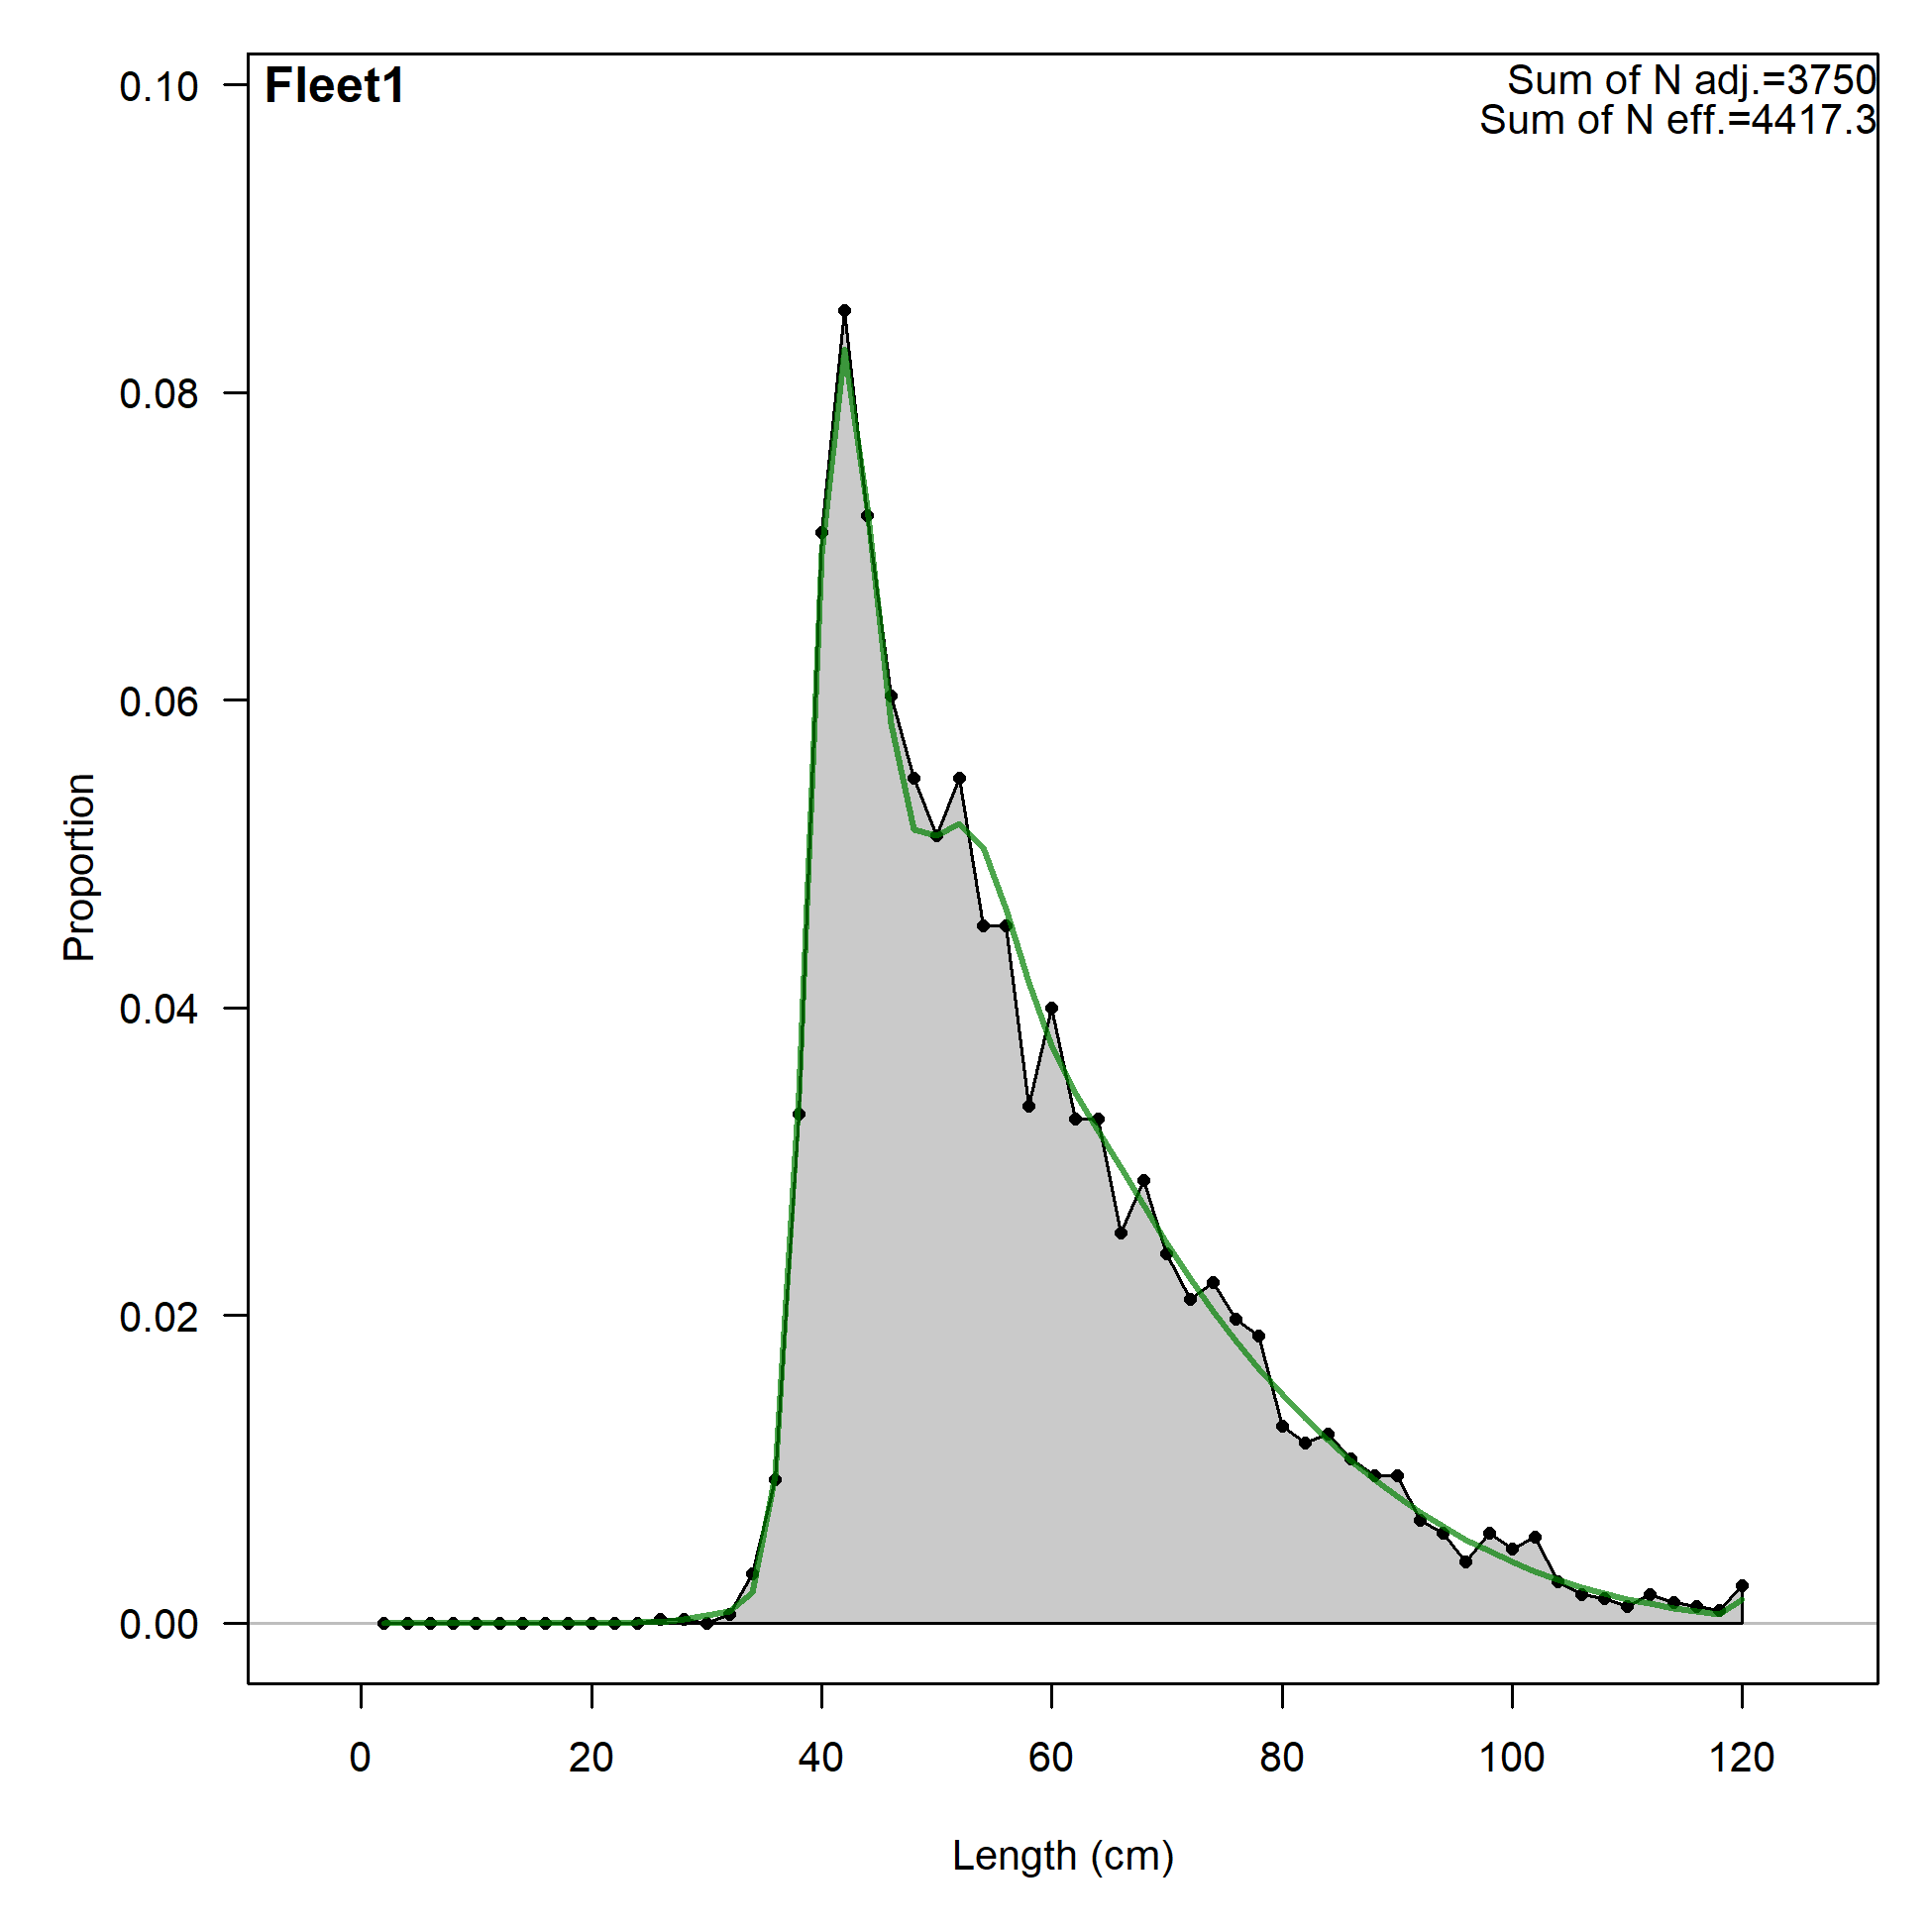 Fleet1
Sum of N adj.=3750
Sum of N eff.=4417.3
0.10
0.08
0.06
0.04
0.02
0.00
Proportion
0 20 40 60 80 100 120
Length (cm)